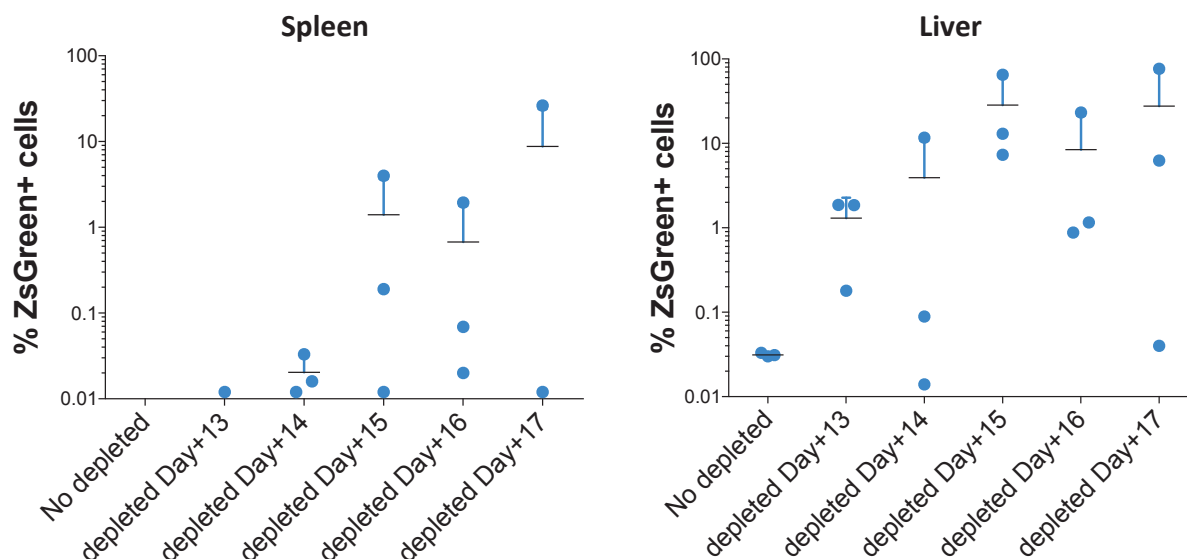 Spleen
% ZsGreen+ cells
100
10
1
0.1
0.01
No depleted
depleted Day+13
depleted Day+14
depleted Day+15
depleted Day+16
depleted Day+17
Liver
% ZsGreen+ cells
100
10
1
0.1
0.01
No depleted
depleted Day+13
depleted Day+14
depleted Day+15
depleted Day+16
depleted Day+17